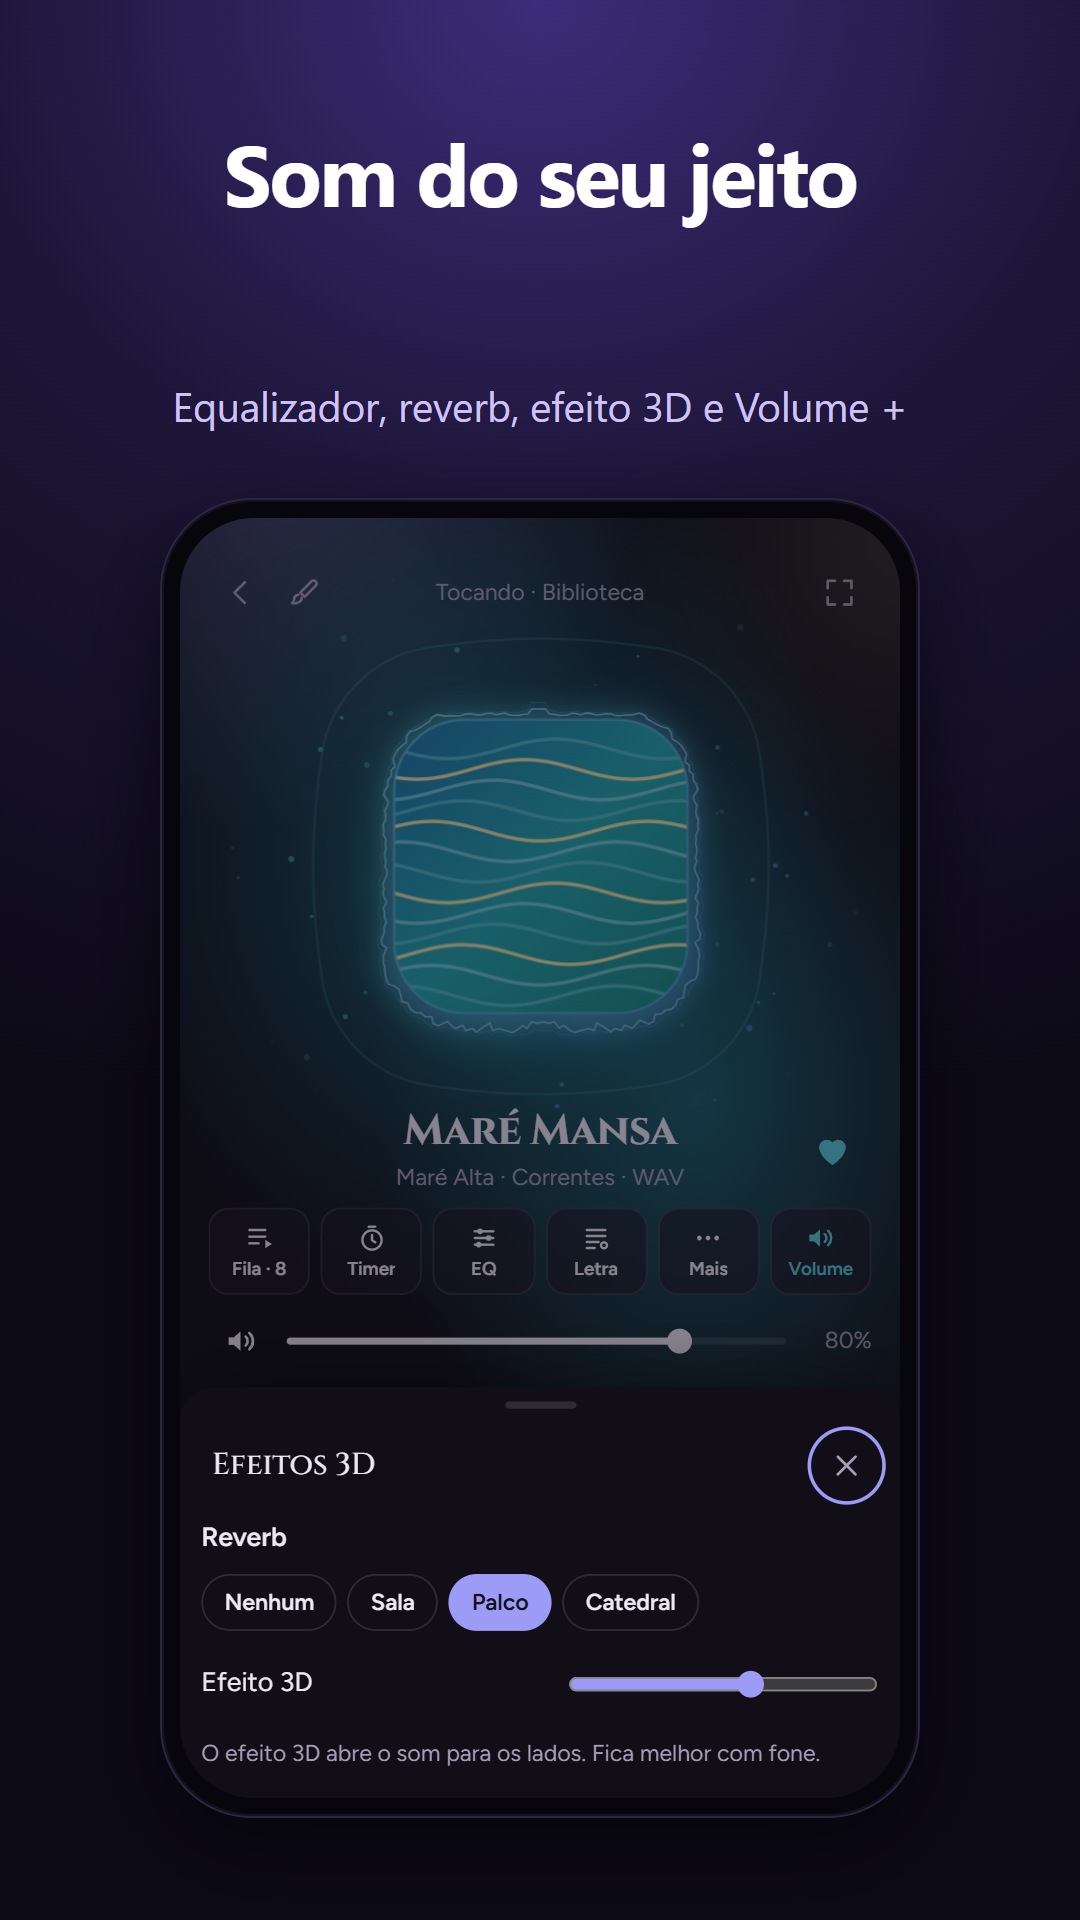 Som do seu jeito
Equalizador, reverb, efeito 3D e Volume +
Tocando · Biblioteca
Maré Mansa
Maré Alta · Correntes · WAV
Fila · 8
Timer
EQ
Letra
Mais
Volume
80%
Efeitos 3D
Reverb
Nenhum
Sala
Palco
Catedral
Efeito 3D
O efeito 3D abre o som para os lados. Fica melhor com fone.